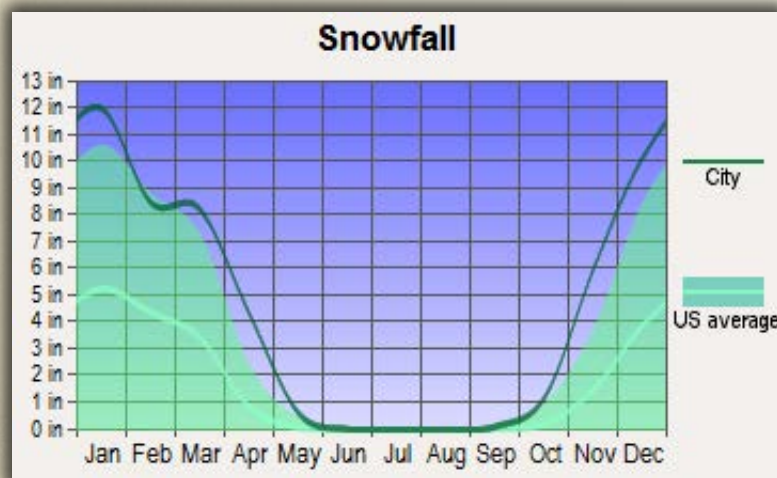 Snowfall
13 in
12 in
11 in
10 in
9 in
8 in
7 in
6 in
5 in
4 in
3 in
2 in
1 in
0 in
Jan Feb Mar Apr May Jun Jul Aug Sep Oct Nov Dec
City
US average